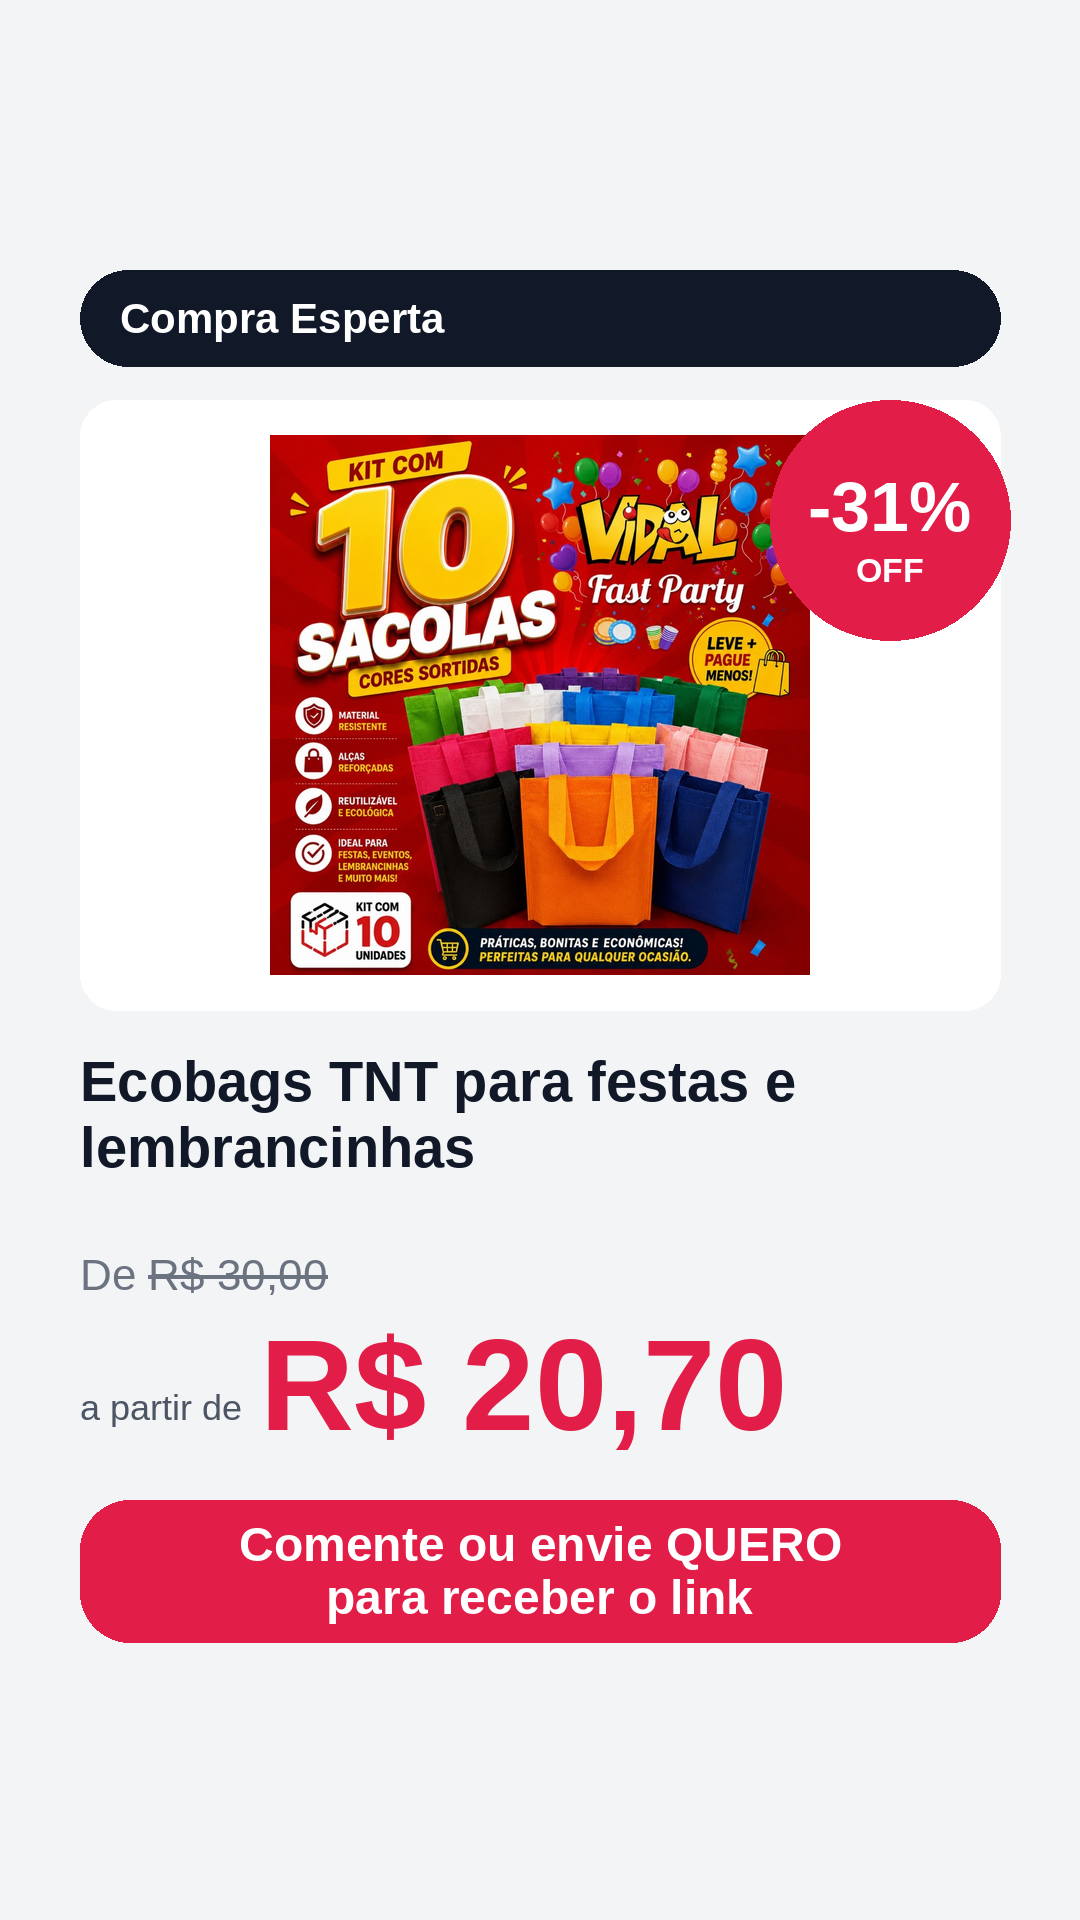 Compra Esperta
KIT COM
10
SACOLAS
CORES SORTIDAS
ViDAL
Fast Party
LEVE +
PAGUE
MENOS!
MATERIAL
RESISTENTE
ALÇAS
REFORÇADAS
REUTILIZÁVEL
E ECOLÓGICA
IDEAL PARA
FESTAS, EVENTOS,
LEMBRANCINHAS
E MUITO MAIS!
KIT COM
10
UNIDADES
PRÁTICAS, BONITAS E ECONÔMICAS!
PERFEITAS PARA QUALQUER OCASIÃO.
-31%
OFF
Ecobags TNT para festas e
lembrancinhas
De R$ 30,00
a partir de R$ 20,70
Comente ou envie QUERO
para receber o link